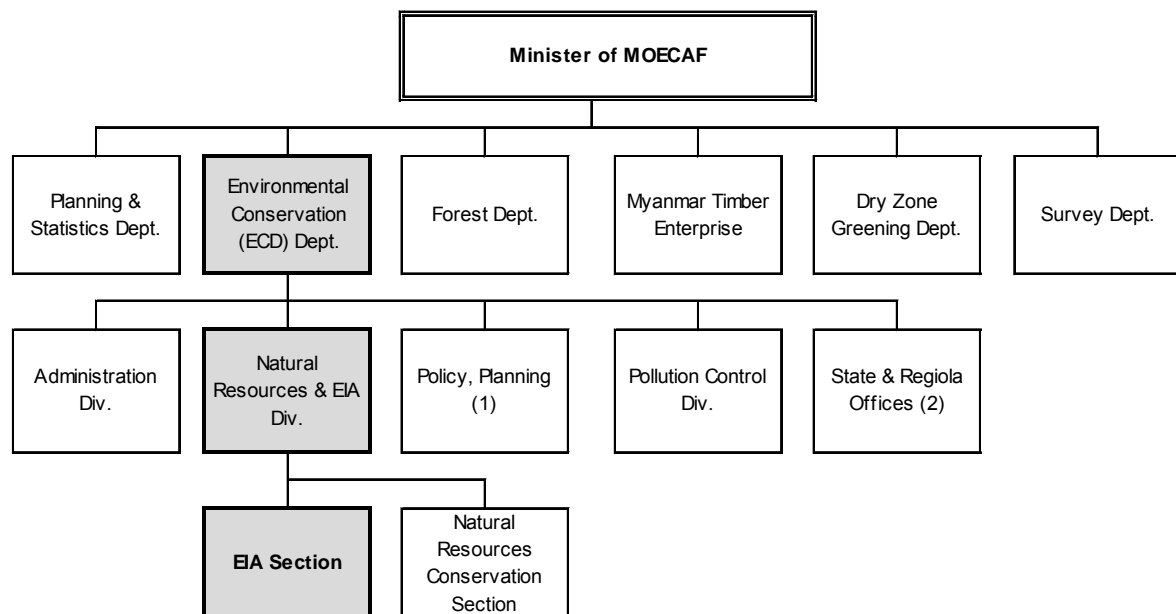 Minister of MOECAF
Planning &
Statistics Dept.
Environmental
Conservation
(ECD) Dept.
Forest Dept.
Myanmar Timber
Enterprise
Dry Zone
Greening Dept.
Survey Dept.
Administration
Div.
Natural
Resources & EIA
Div.
Policy, Planning
(1)
Pollution Control
Div.
State & Regiola
Offices (2)
EIA Section
Natural
Resources
Conservation
Section